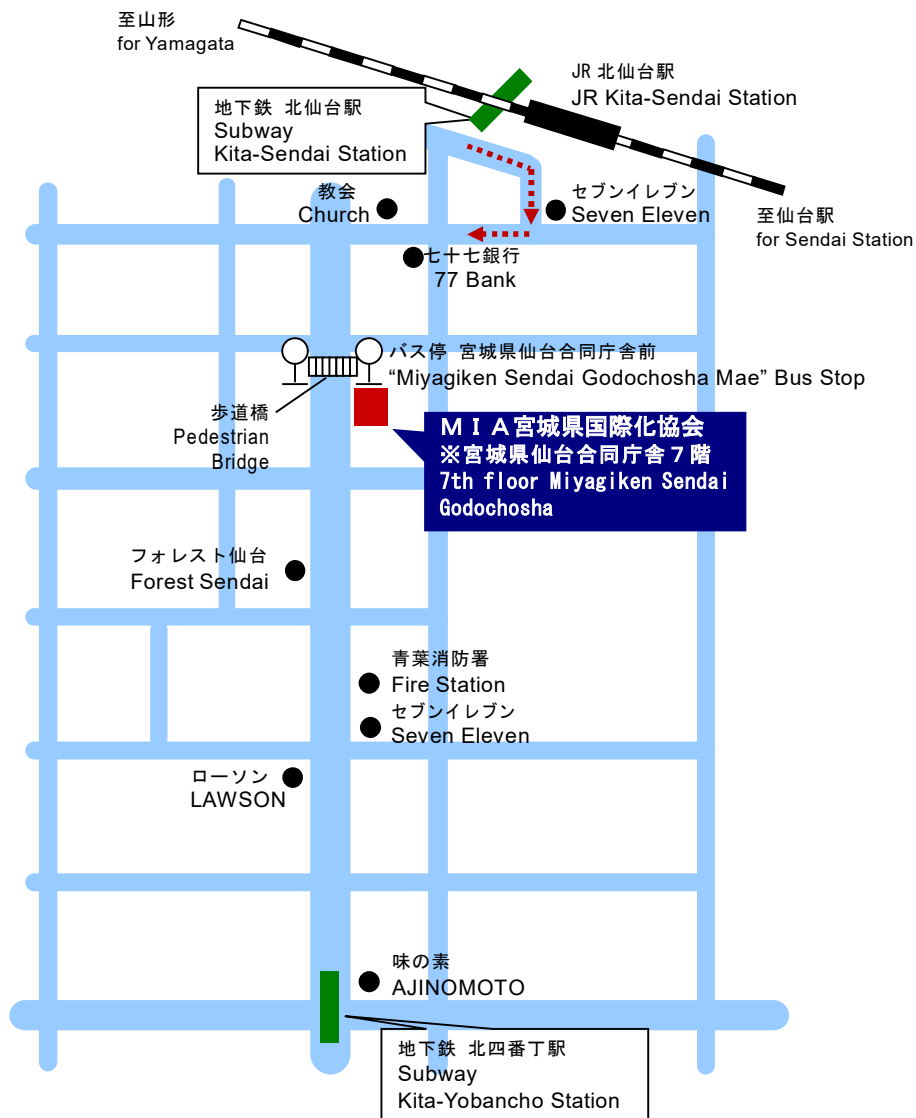 至山形
for Yamagata
JR 北仙台駅
JR Kita-Sendai Station
地下鉄 北仙台駅
Subway
Kita-Sendai Station
教会
Church
セブンイレブン
Seven Eleven
至仙台駅
for Sendai Station
七十七銀行
77 Bank
バス停 宮城県仙台合同庁舎前
“Miyagiken Sendai Godochosha Mae” Bus Stop
歩道橋
Pedestrian
Bridge
ＭＩＡ宮城県国際化協会
※宮城県仙台合同庁舎７階
7th floor Miyagiken Sendai
Godochosha
フォレスト仙台
Forest Sendai
青葉消防署
Fire Station
セブンイレブン
Seven Eleven
ローソン
LAWSON
味の素
AJINOMOTO
地下鉄 北四番丁駅
Subway
Kita-Yobancho Station